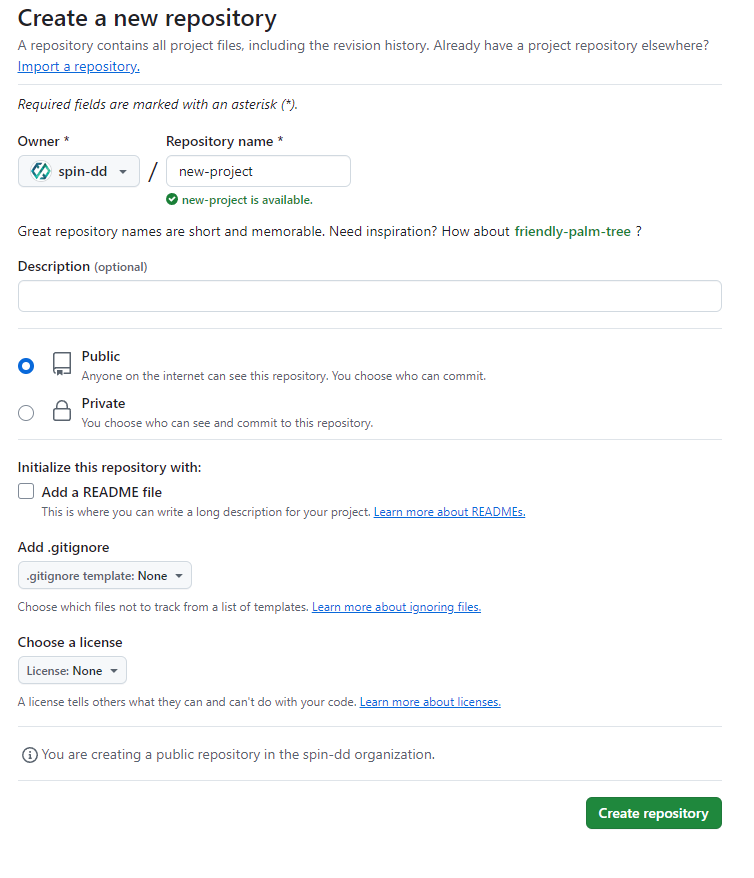 Create a new repository
A repository contains all project files, including the revision history. Already have a project repository elsewhere?
Import a repository.
Required fields are marked with an asterisk (*).
Owner * Repository name *
spin-dd / new-project
new-project is available.
Great repository names are short and memorable. Need inspiration? How about friendly-palm-tree ?
Description (optional)
Public
Anyone on the internet can see this repository. You choose who can commit.
Private
You choose who can see and commit to this repository.
Initialize this repository with:
Add a README file
This is where you can write a long description for your project. Learn more about READMEs.
Add .gitignore
.gitignore template: None
Choose which files not to track from a list of templates. Learn more about ignoring files.
Choose a license
License: None
A license tells others what they can and can't do with your code. Learn more about licenses.
You are creating a public repository in the spin-dd organization.
Create repository